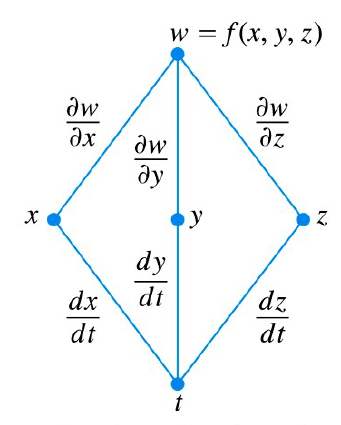 w = f(x, y, z)
∂w/∂x
∂w/∂y
∂w/∂z
x
y
z
dx/dt
dy/dt
dz/dt
t